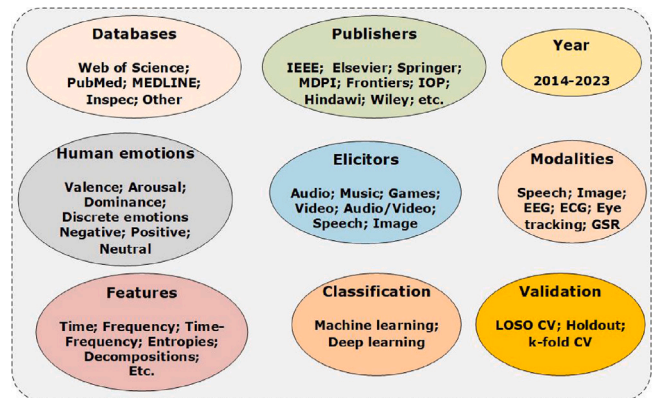 Databases
Web of Science;
PubMed; MEDLINE;
Inspec; Other
Publishers
IEEE; Elsevier; Springer;
MDPI; Frontiers; IOP;
Hindawi; Wiley; etc.
Year
2014-2023
Human emotions
Valence; Arousal;
Dominance;
Discrete emotions
Negative; Positive;
Neutral
Elicitors
Audio; Music; Games;
Video; Audio/Video;
Speech; Image
Modalities
Speech; Image;
EEG; ECG; Eye
tracking; GSR
Features
Time; Frequency; Time-
Frequency; Entropies;
Decompositions;
Etc.
Classification
Machine learning;
Deep learning
Validation
LOSO CV; Holdout;
k-fold CV